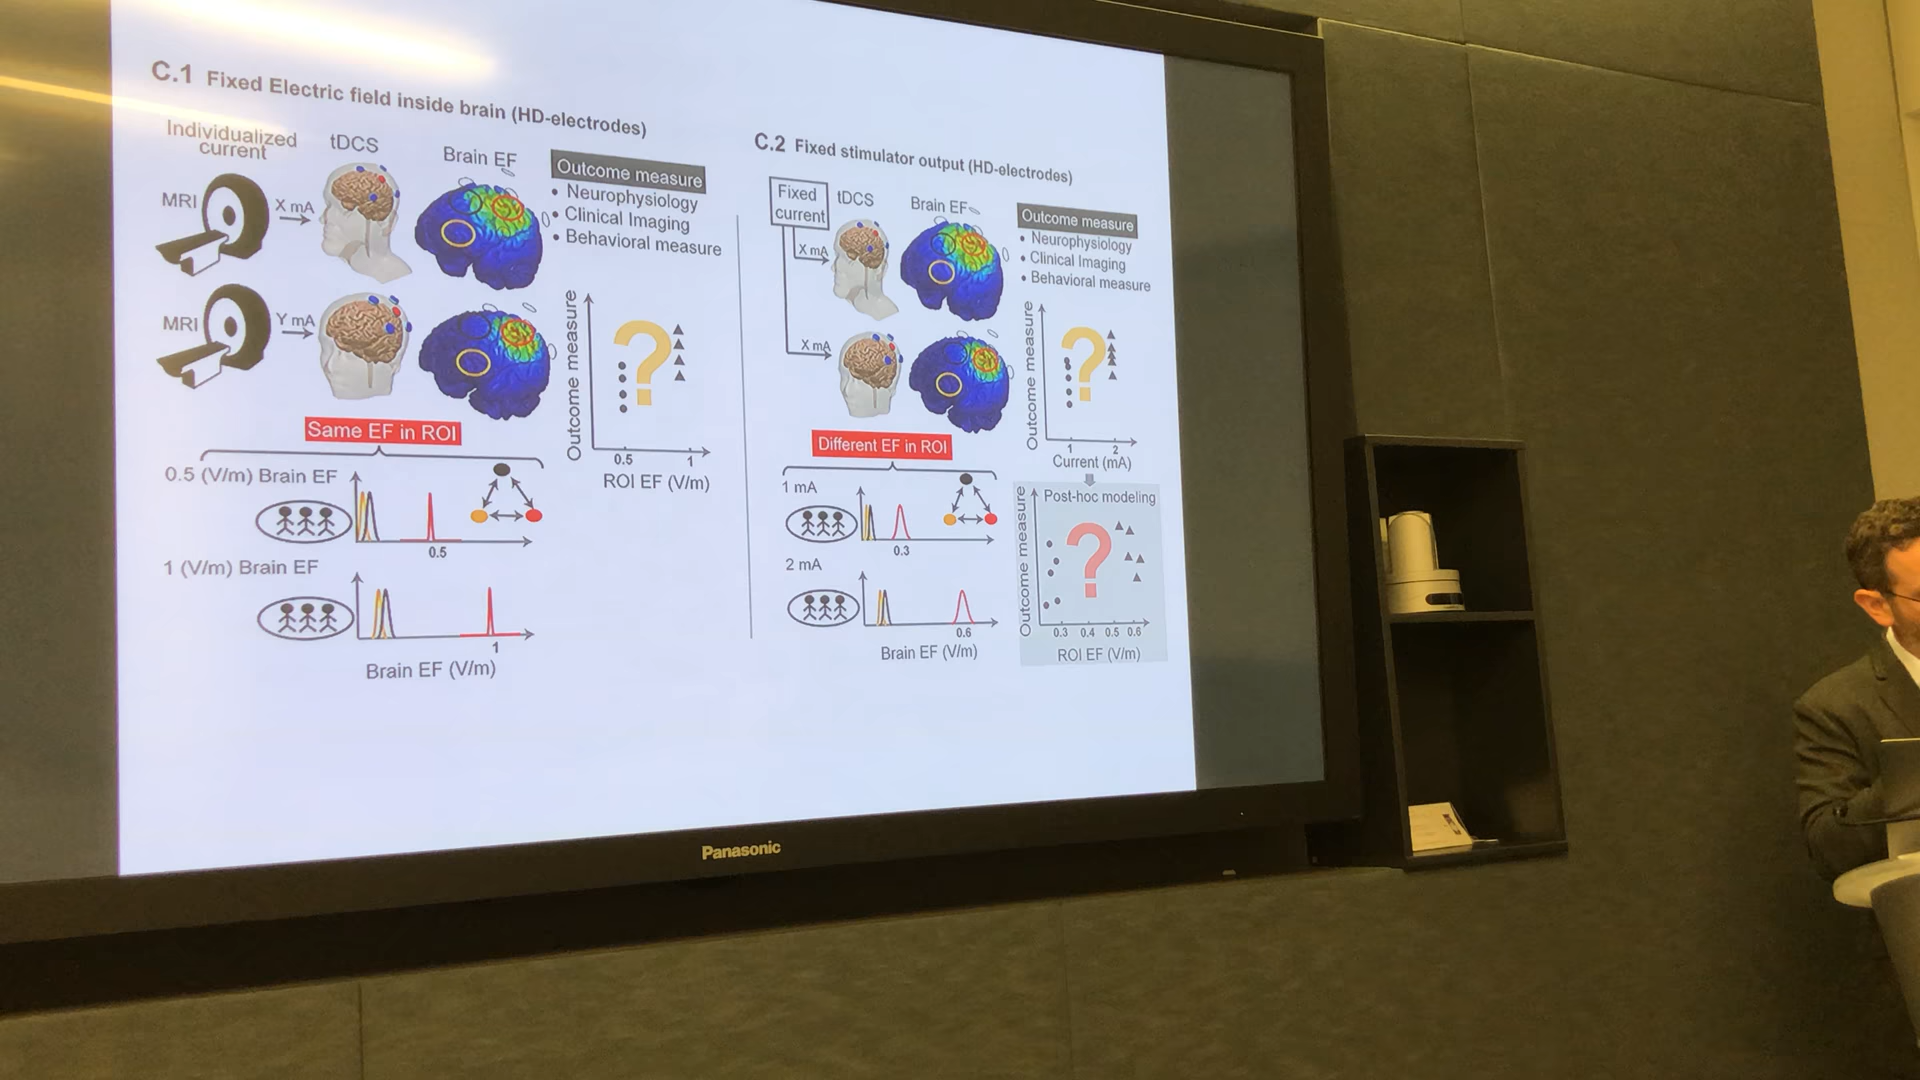 C.1 Fixed Electric field inside brain (HD-electrodes)
Individualized
current
tDCS
Brain EF
Outcome measure
• Neurophysiology
• Clinical Imaging
• Behavioral measure
MRI
X mA
MRI
Y mA
Outcome measure
0.5
1
ROI EF (V/m)
Same EF in ROI
0.5 (V/m) Brain EF
0.5
1 (V/m) Brain EF
1
Brain EF (V/m)
?
C.2 Fixed stimulator output (HD-electrodes)
Fixed
current
tDCS
Brain EF
Outcome measure
• Neurophysiology
• Clinical Imaging
• Behavioral measure
X mA
X mA
Outcome measure
?
1
2
Current (mA)
Different EF in ROI
1 mA
0.3
2 mA
0.6
Brain EF (V/m)
Post-hoc modeling
Outcome measure
?
0.3 0.4 0.5 0.6
ROI EF (V/m)
Panasonic